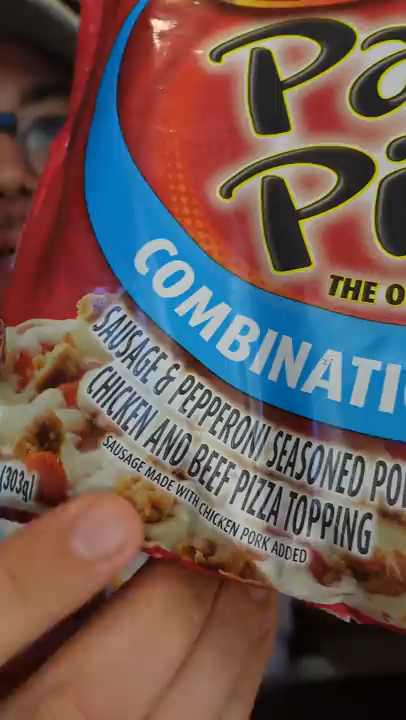 Pa
Pi
THE O
COMBINATI
SAUSAGE & PEPPERONI SEASONED PO
CHICKEN AND BEEF PIZZA TOPPING
SAUSAGE MADE WITH CHICKEN PORK ADDED
(303g)